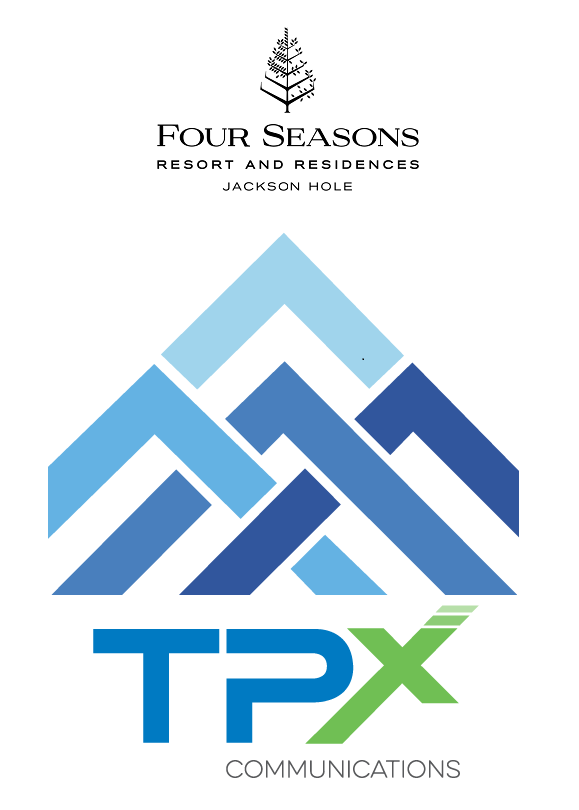 FOUR SEASONS
RESORT AND RESIDENCES
JACKSON HOLE
TPX
COMMUNICATIONS